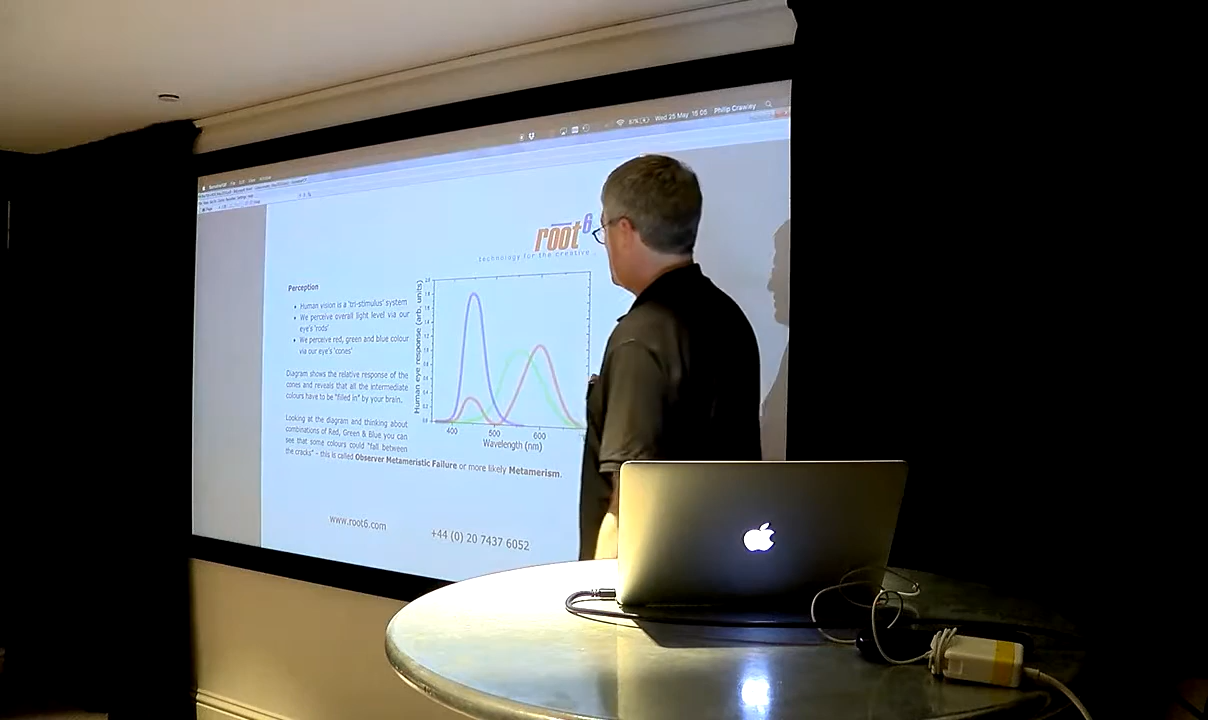 Wed 25 May 15 05 Philip Crawley
root6
technology for the creative
Perception
• Human vision is a 'tri-stimulus' system
• We perceive overall light level via our
eye's 'rods'
• We perceive red, green and blue colour
via our eye's 'cones'
Diagram shows the relative response of the
cones and reveals that all the intermediate
colours have to be "filled in" by your brain.
Looking at the diagram and thinking about
combinations of Red, Green & Blue you can
see that some colours could "fall between
the cracks" – this is called Observer Metameristic Failure or more likely Metamerism.
Human eye response (arb. units)
400 500 600
Wavelength (nm)
www.root6.com
+44 (0) 20 7437 6052